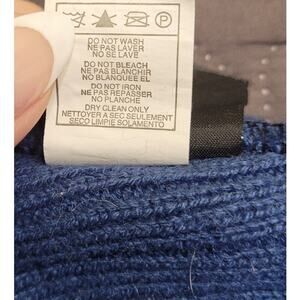 DO NOT WASH
NE PAS LAVER
NO SE LAVE
DO NOT BLEACH
NE PAS BLANCHIR
NO BLANQUEE EL
DO NOT IRON
NE PAS REPASSER
NO PLANCHE
DRY CLEAN ONLY
NETTOYER A SEC SEULEMENT
SECO LIMPIE SOLAMENTO